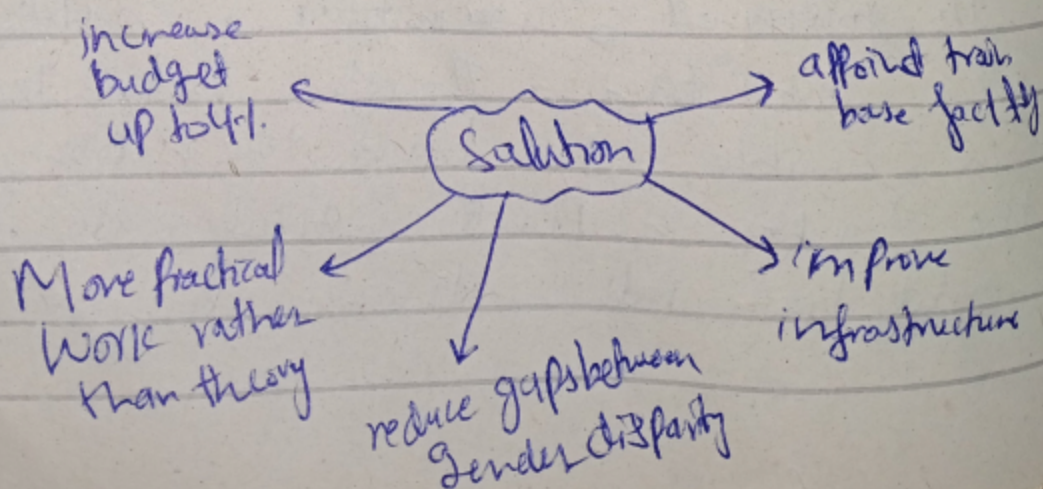 increase
budget
up to 4%.
Solution
appoint train
base faclty
More practical
work rather
than theory
reduce gaps between
gender disparity
improve
infrastructure